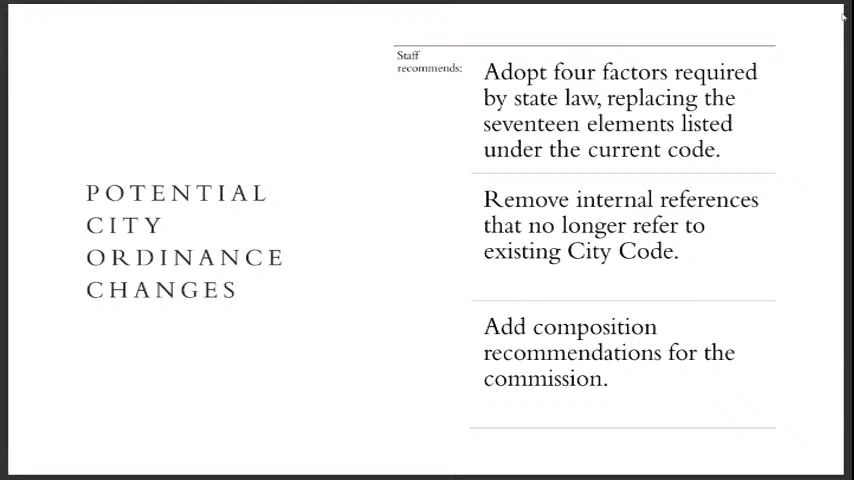 POTENTIAL
CITY
ORDINANCE
CHANGES
Staff
recommends:
Adopt four factors required
by state law, replacing the
seventeen elements listed
under the current code.
Remove internal references
that no longer refer to
existing City Code.
Add composition
recommendations for the
commission.